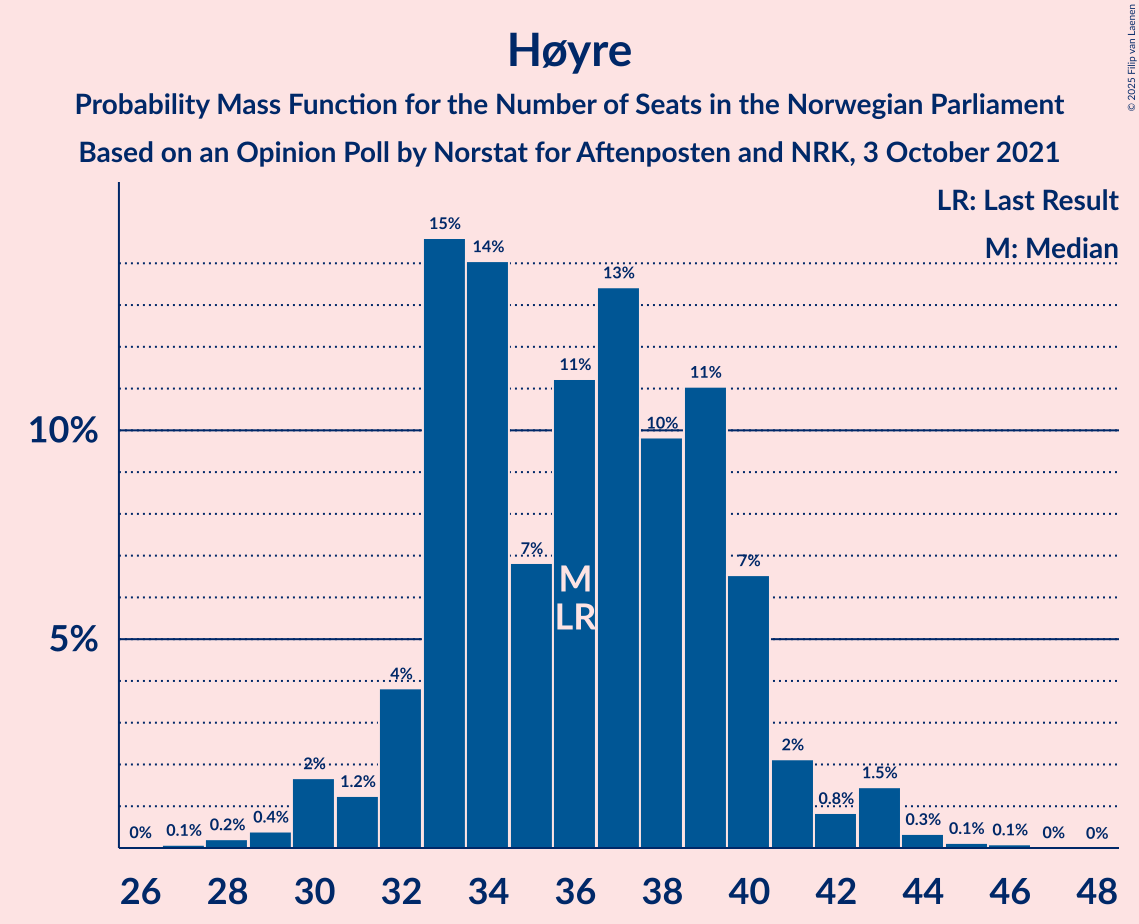 Høyre
Probability Mass Function for the Number of Seats in the Norwegian Parliament
Based on an Opinion Poll by Norstat for Aftenposten and NRK, 3 October 2021
© 2025 Filip van Laenen
LR: Last Result
M: Median
15%
14%
13%
11%
11%
10%
10%
7%
7%
M
LR
5%
4%
2%
2%
1.2%
1.5%
0.8%
0%
0.1%
0.2%
0.4%
0.3%
0.1%
0.1%
0%
0%
26 28 30 32 34 36 38 40 42 44 46 48